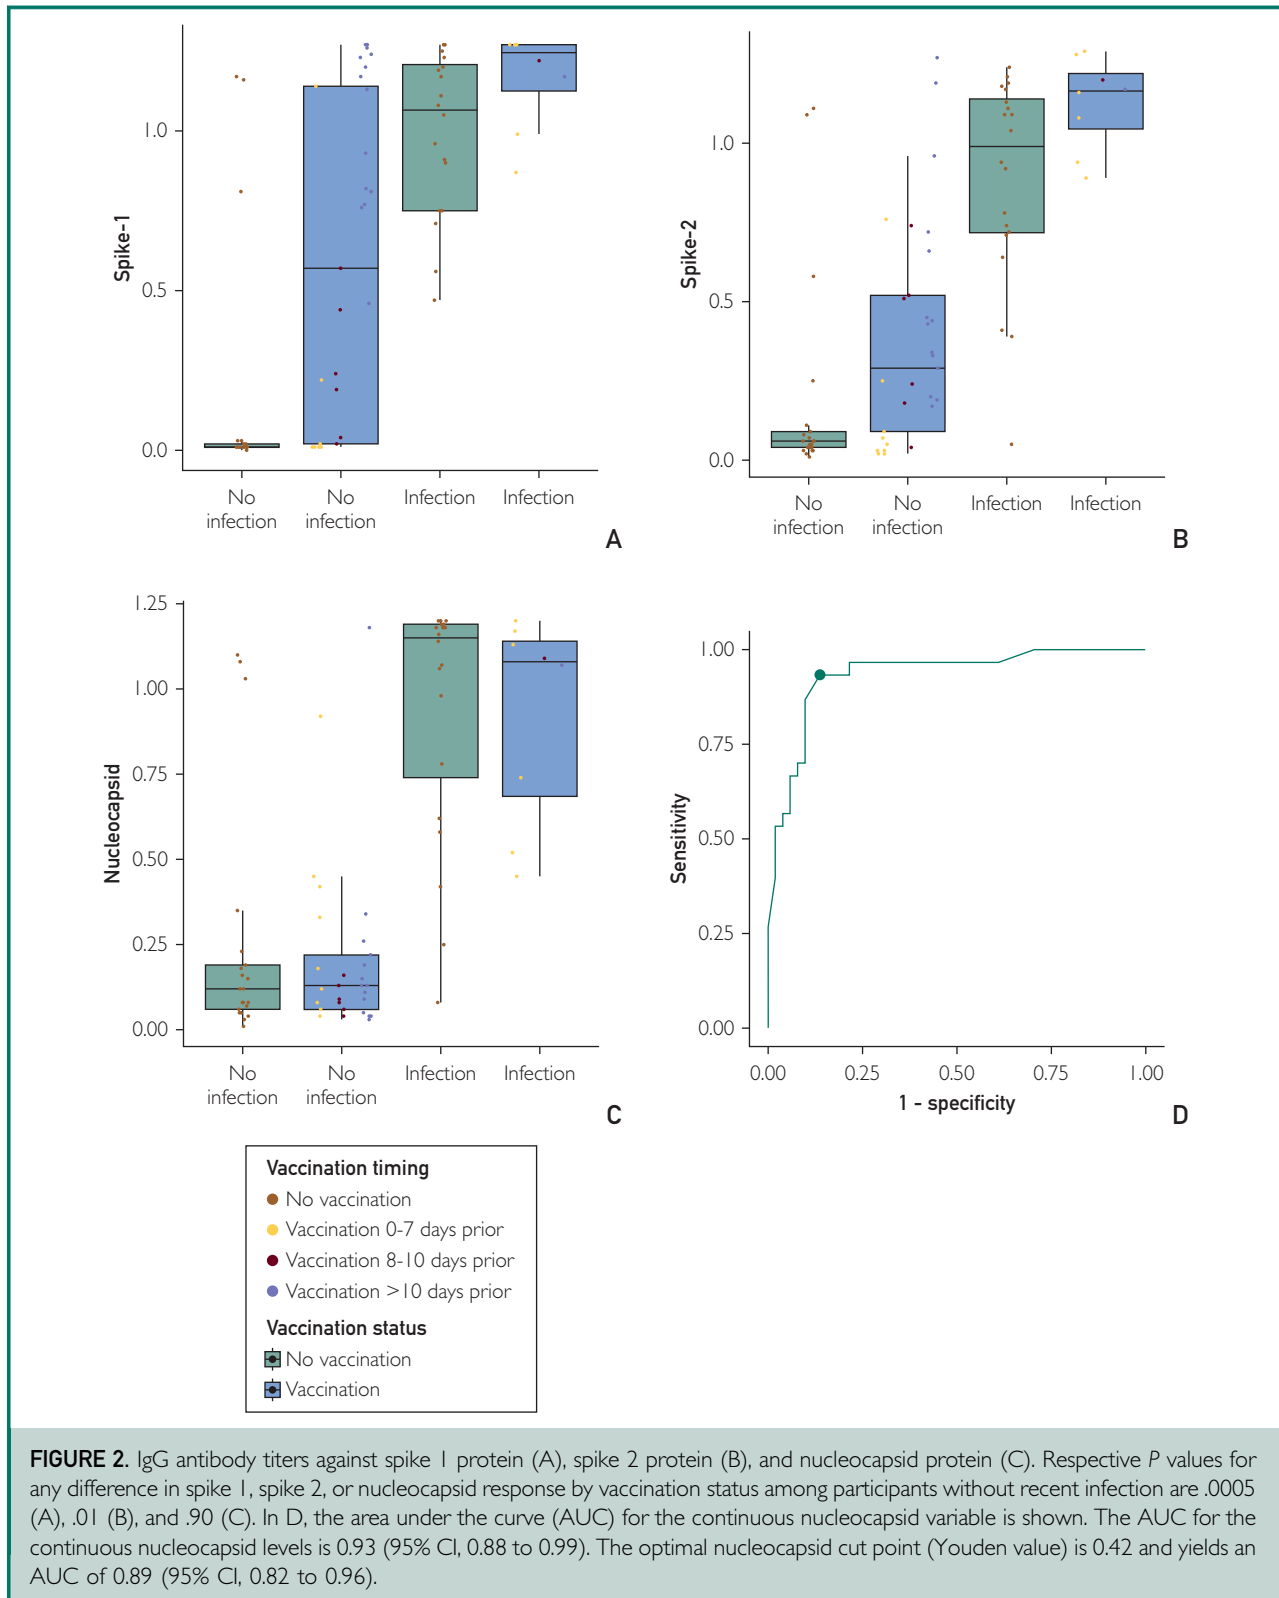 Spike-1
1.0
0.5
0.0
No infection
No infection
Infection
Infection
A
Spike-2
1.0
0.5
0.0
No infection
No infection
Infection
Infection
B
Nucleocapsid
1.25
1.00
0.75
0.50
0.25
0.00
No infection
No infection
Infection
Infection
C
Sensitivity
1.00
0.75
0.50
0.25
0.00
0.00 0.25 0.50 0.75 1.00
1 - specificity
D
Vaccination timing
No vaccination
Vaccination 0-7 days prior
Vaccination 8-10 days prior
Vaccination >10 days prior
Vaccination status
No vaccination
Vaccination
FIGURE 2. IgG antibody titers against spike 1 protein (A), spike 2 protein (B), and nucleocapsid protein (C). Respective P values for
any difference in spike 1, spike 2, or nucleocapsid response by vaccination status among participants without recent infection are .0005
(A), .01 (B), and .90 (C). In D, the area under the curve (AUC) for the continuous nucleocapsid variable is shown. The AUC for the
continuous nucleocapsid levels is 0.93 (95% CI, 0.88 to 0.99). The optimal nucleocapsid cut point (Youden value) is 0.42 and yields an
AUC of 0.89 (95% CI, 0.82 to 0.96).